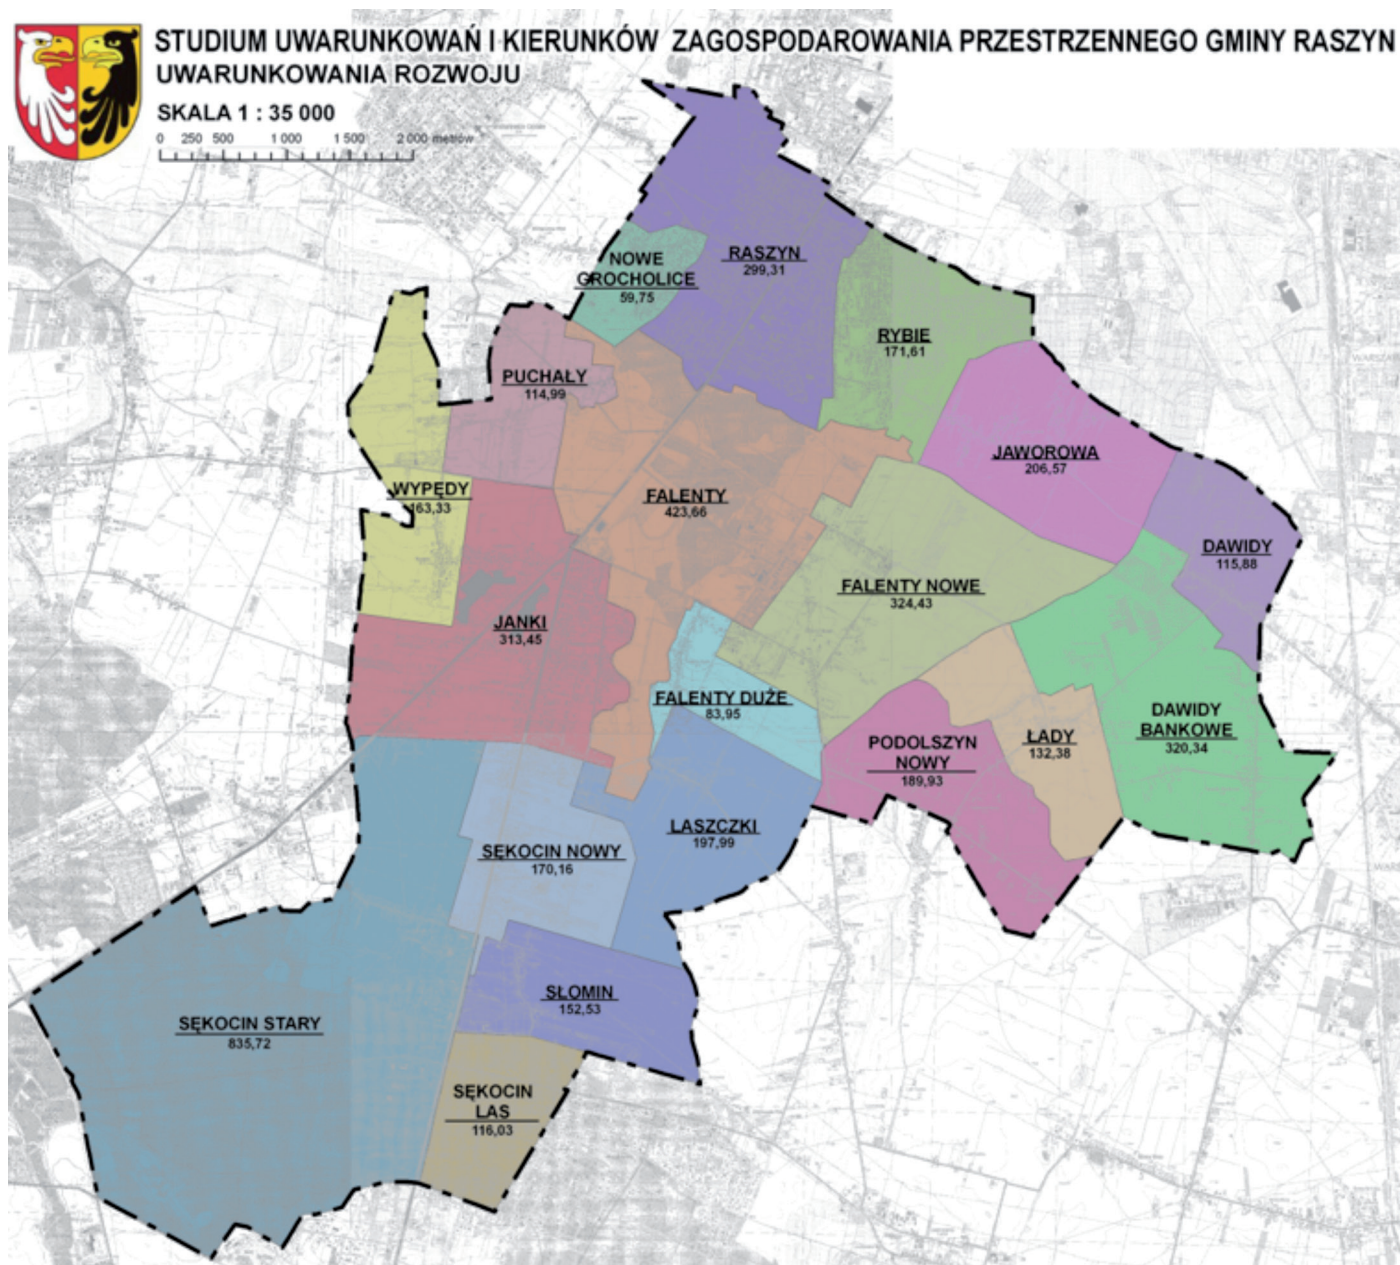 STUDIUM UWARUNKOWAŃ I KIERUNKÓW ZAGOSPODAROWANIA PRZESTRZENNEGO GMINY RASZYN
UWARUNKOWANIA ROZWOJU
SKALA 1 : 35 000
0 250 500 1 000 1 500 2 000 metrów
RASZYN
299,31
NOWE
GROCHOLICE
59,75
RYBIE
171,61
PUCHAŁY
114,99
JAWOROWA
206,57
WYPĘDY
163,33
FALENTY
423,66
DAWIDY
115,88
FALENTY NOWE
324,43
JANKI
313,45
FALENTY DUŻE
83,95
DAWIDY
BANKOWE
320,34
ŁADY
132,38
PODOLSZYN
NOWY
189,93
LASZCZKI
197,99
SĘKOCIN NOWY
170,16
SŁOMIN
152,53
SĘKOCIN STARY
835,72
SĘKOCIN
LAS
116,03